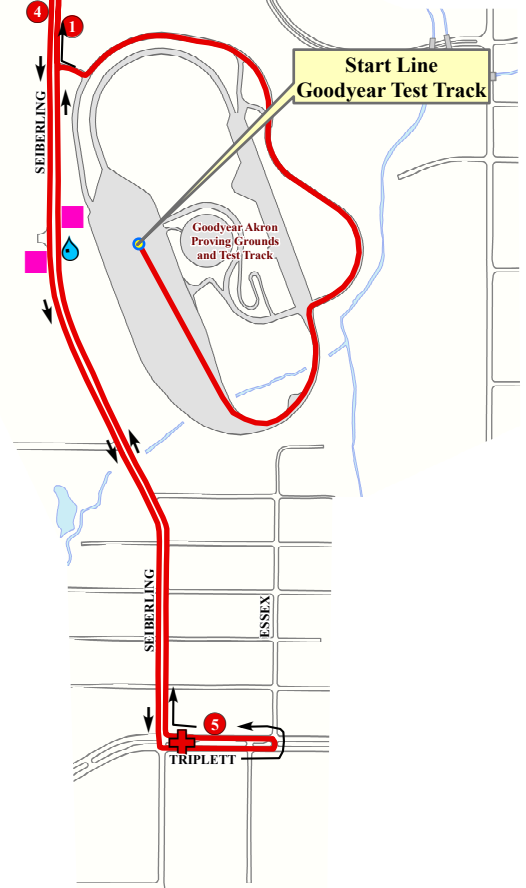 4
1
Start Line
Goodyear Test Track
SEIBERLING
Goodyear Akron
Proving Grounds
and Test Track
SEIBERLING
ESSEX
5
TRIPLETT